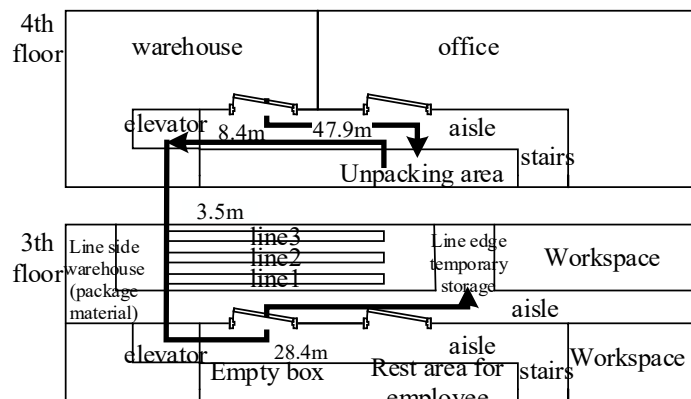 4th
floor
warehouse
office
elevator
8.4m
47.9m
aisle
stairs
Unpacking area
3.5m
3th
floor
Line side
warehouse
(package
material)
line3
line2
line1
Line edge
temporary
storage
Workspace
aisle
elevator
28.4m
aisle
Empty box
Rest area for
employee
stairs
Workspace